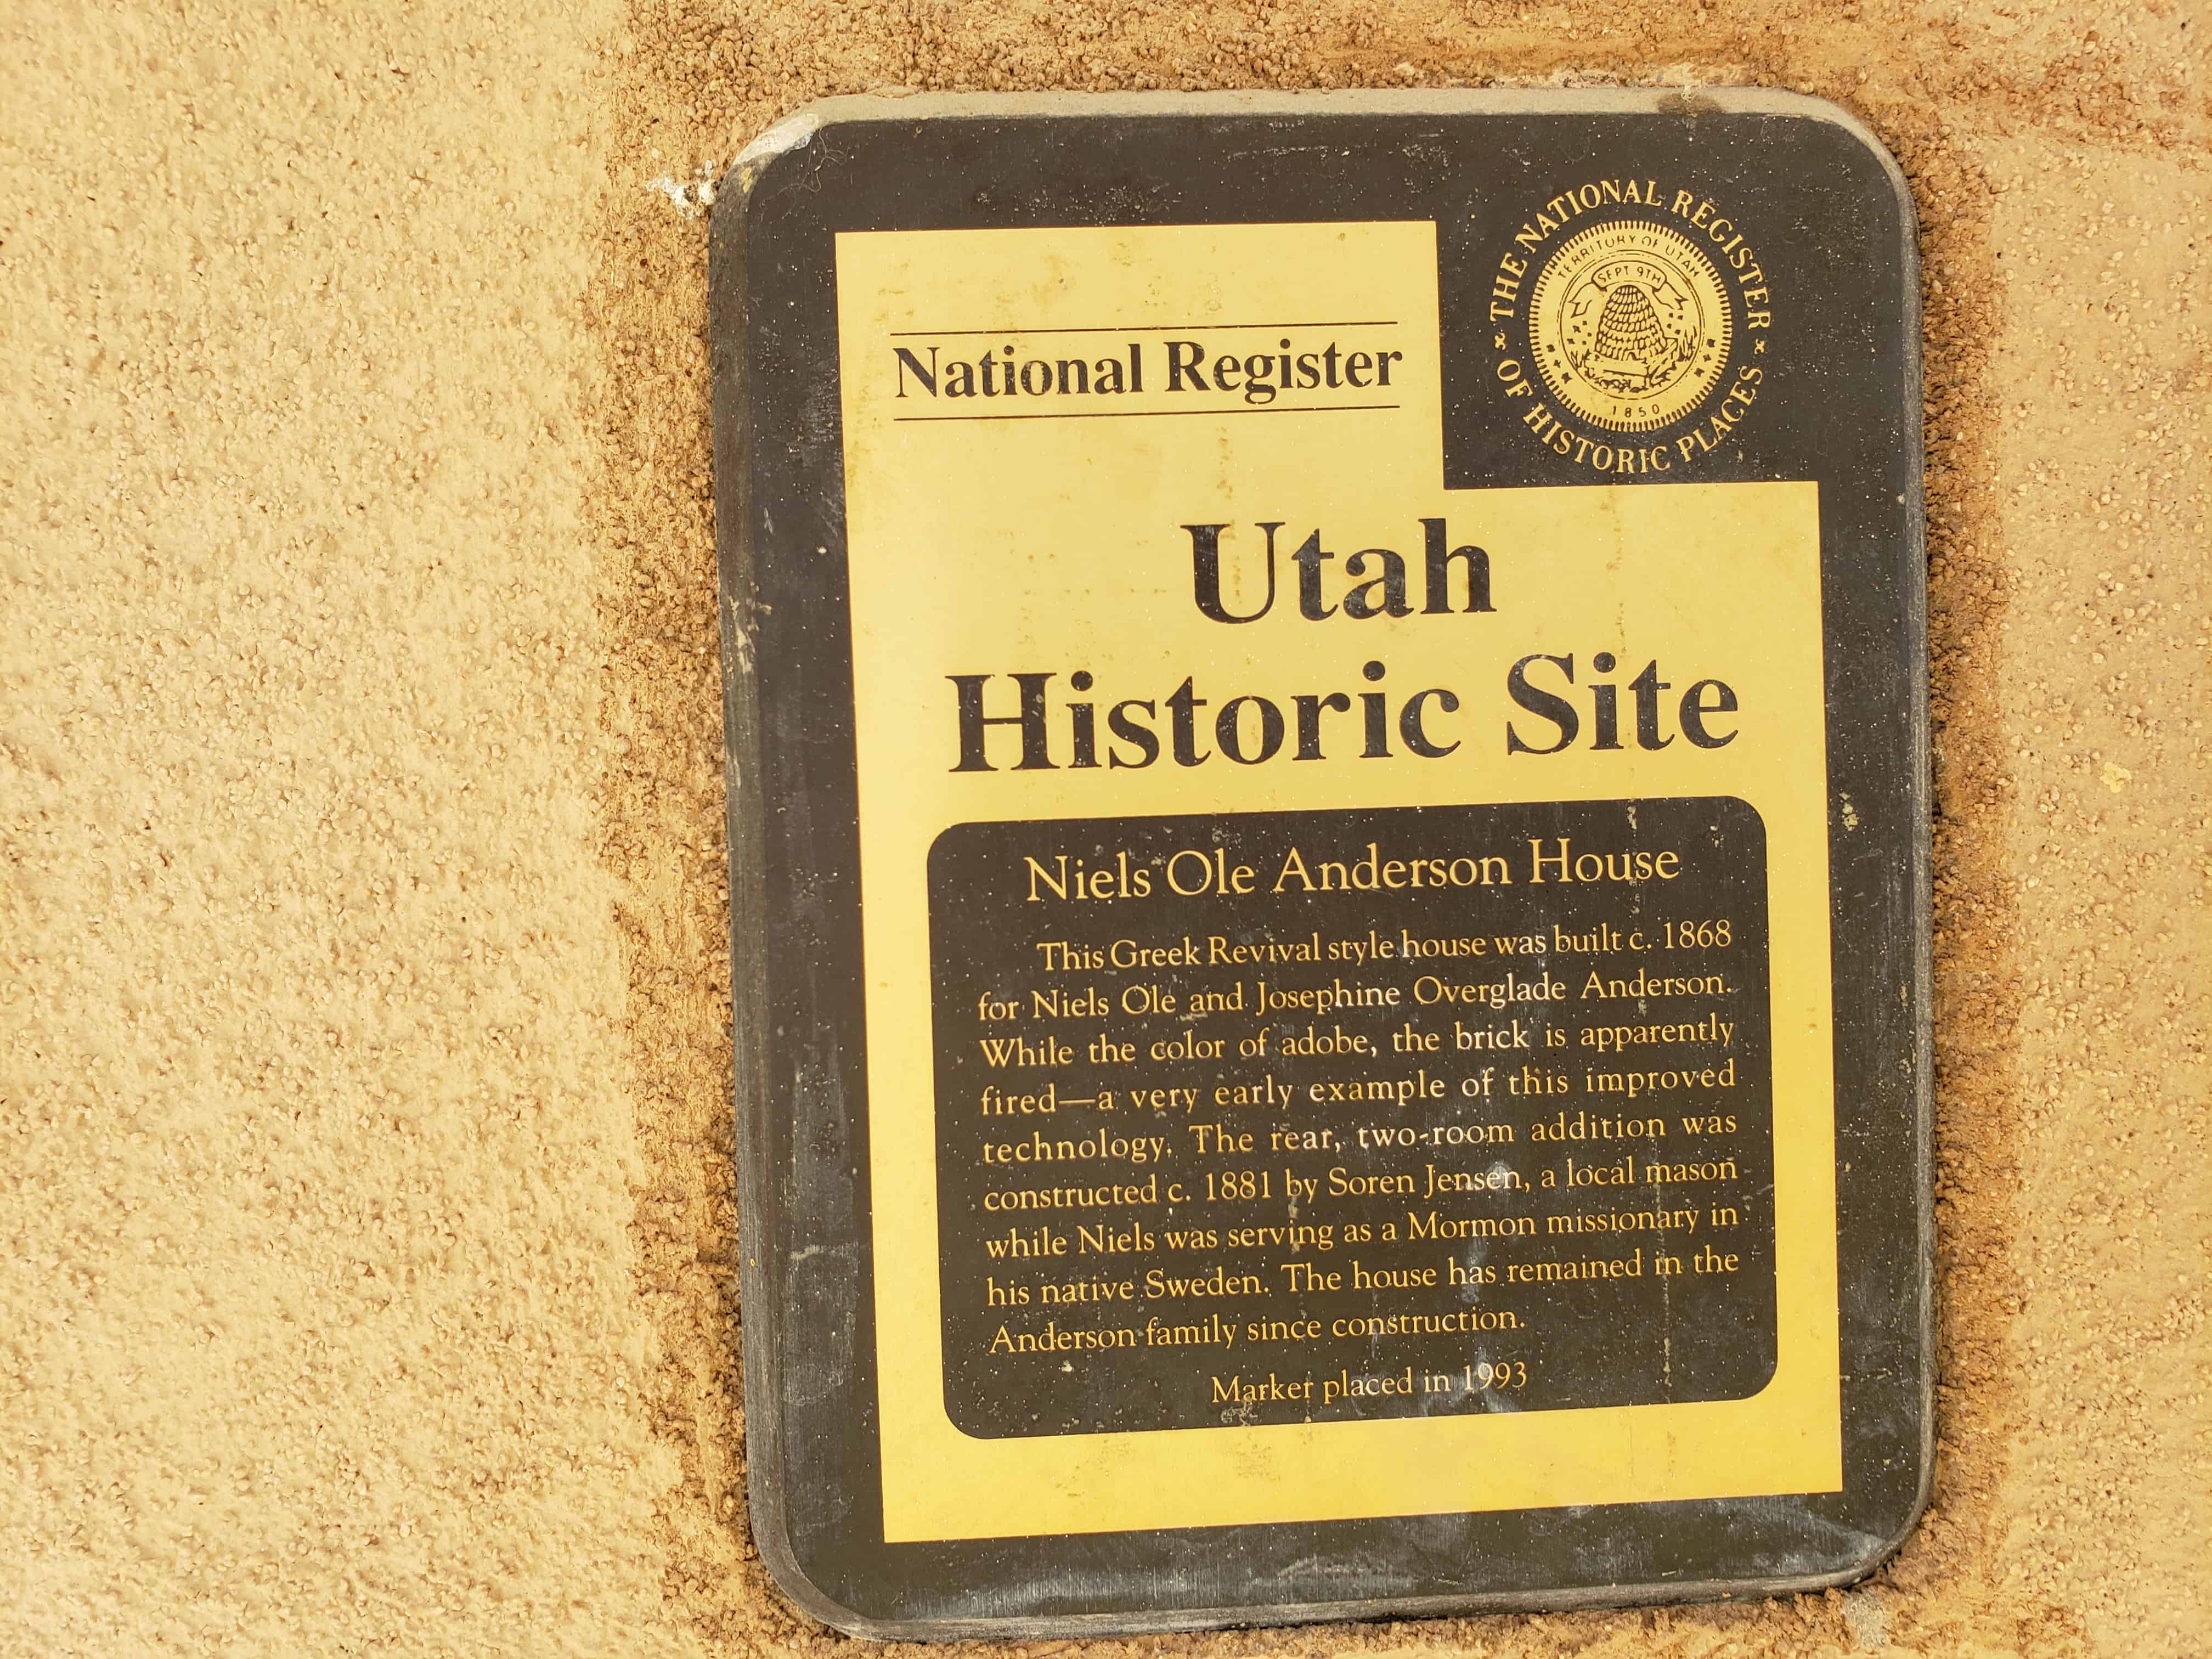 THE NATIONAL REGISTER
OF HISTORIC PLACES
TERRITORY OF UTAH
SEPT 9TH
1850
National Register
Utah
Historic Site
Niels Ole Anderson House
This Greek Revival style house was built c. 1868
for Niels Ole and Josephine Overglade Anderson.
While the color of adobe, the brick is apparently
fired—a very early example of this improved
technology. The rear, two-room addition was
constructed c. 1881 by Soren Jensen, a local mason
while Niels was serving as a Mormon missionary in
his native Sweden. The house has remained in the
Anderson family since construction.
Marker placed in 1993